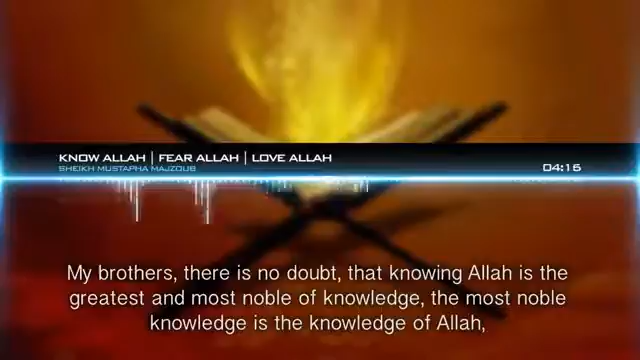 KNOW ALLAH | FEAR ALLAH | LOVE ALLAH
SHEIKH MUSTAPHA MAJZOUB
04:16
My brothers, there is no doubt, that knowing Allah is the
greatest and most noble of knowledge, the most noble
knowledge is the knowledge of Allah,